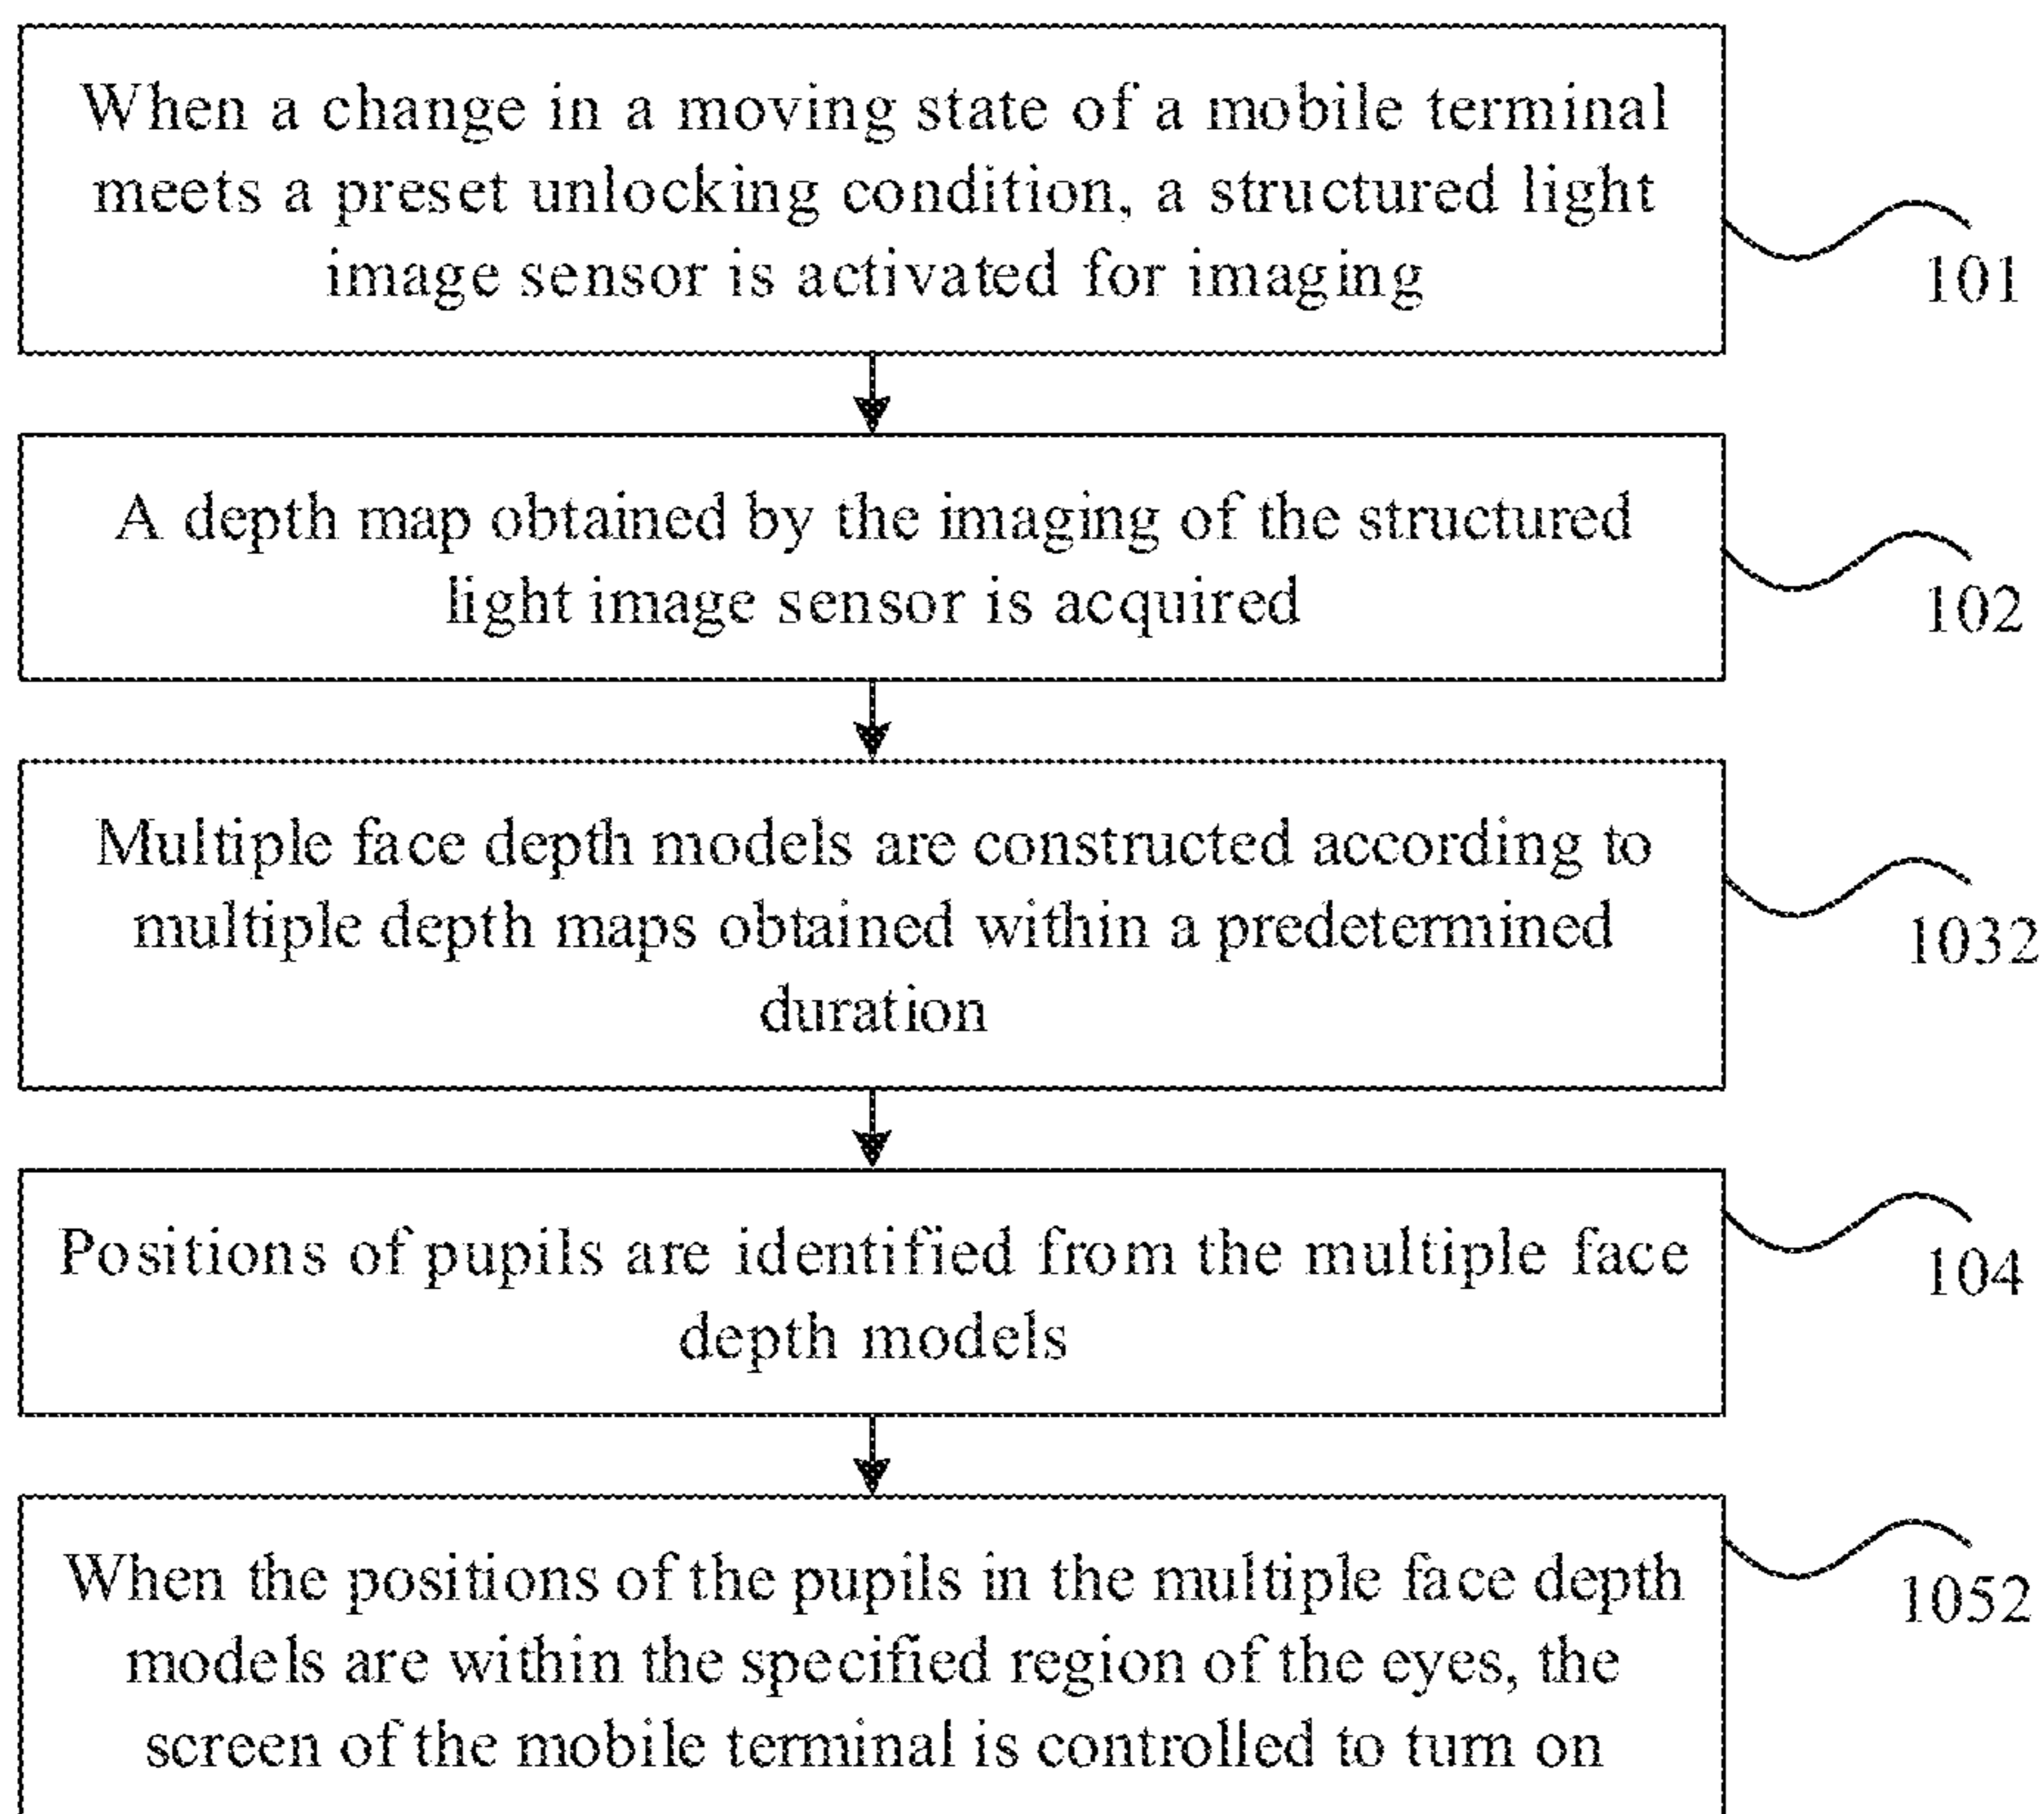 When a change in a moving state of a mobile terminal
meets a preset unlocking condition, a structured light
image sensor is activated for imaging
101
A depth map obtained by the imaging of the structured
light image sensor is acquired
102
Multiple face depth models are constructed according to
multiple depth maps obtained within a predetermined
duration
1032
Positions of pupils are identified from the multiple face
depth models
104
When the positions of the pupils in the multiple face depth
models are within the specified region of the eyes, the
screen of the mobile terminal is controlled to turn on
1052